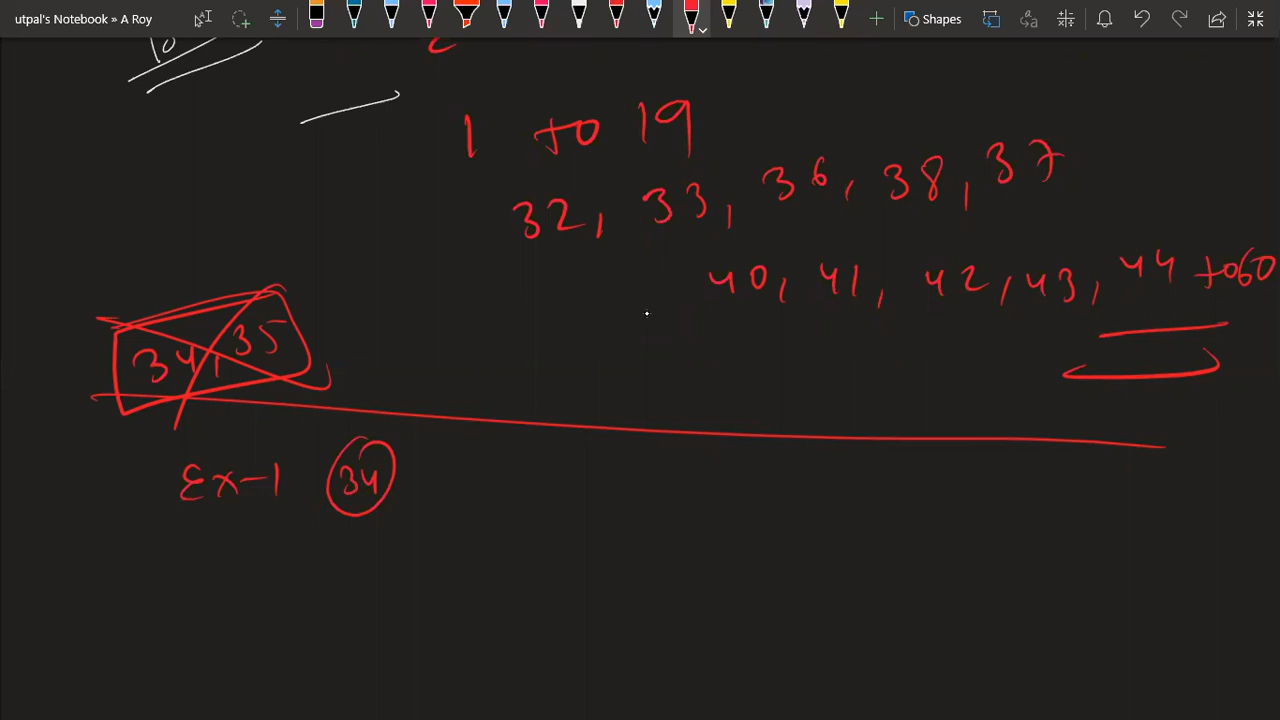 utpal's Notebook » A Roy
Shapes
1 to 19
32, 33, 36, 38, 37
40, 41, 42, 43, 44 to 60
34, 35
Ex-1 34